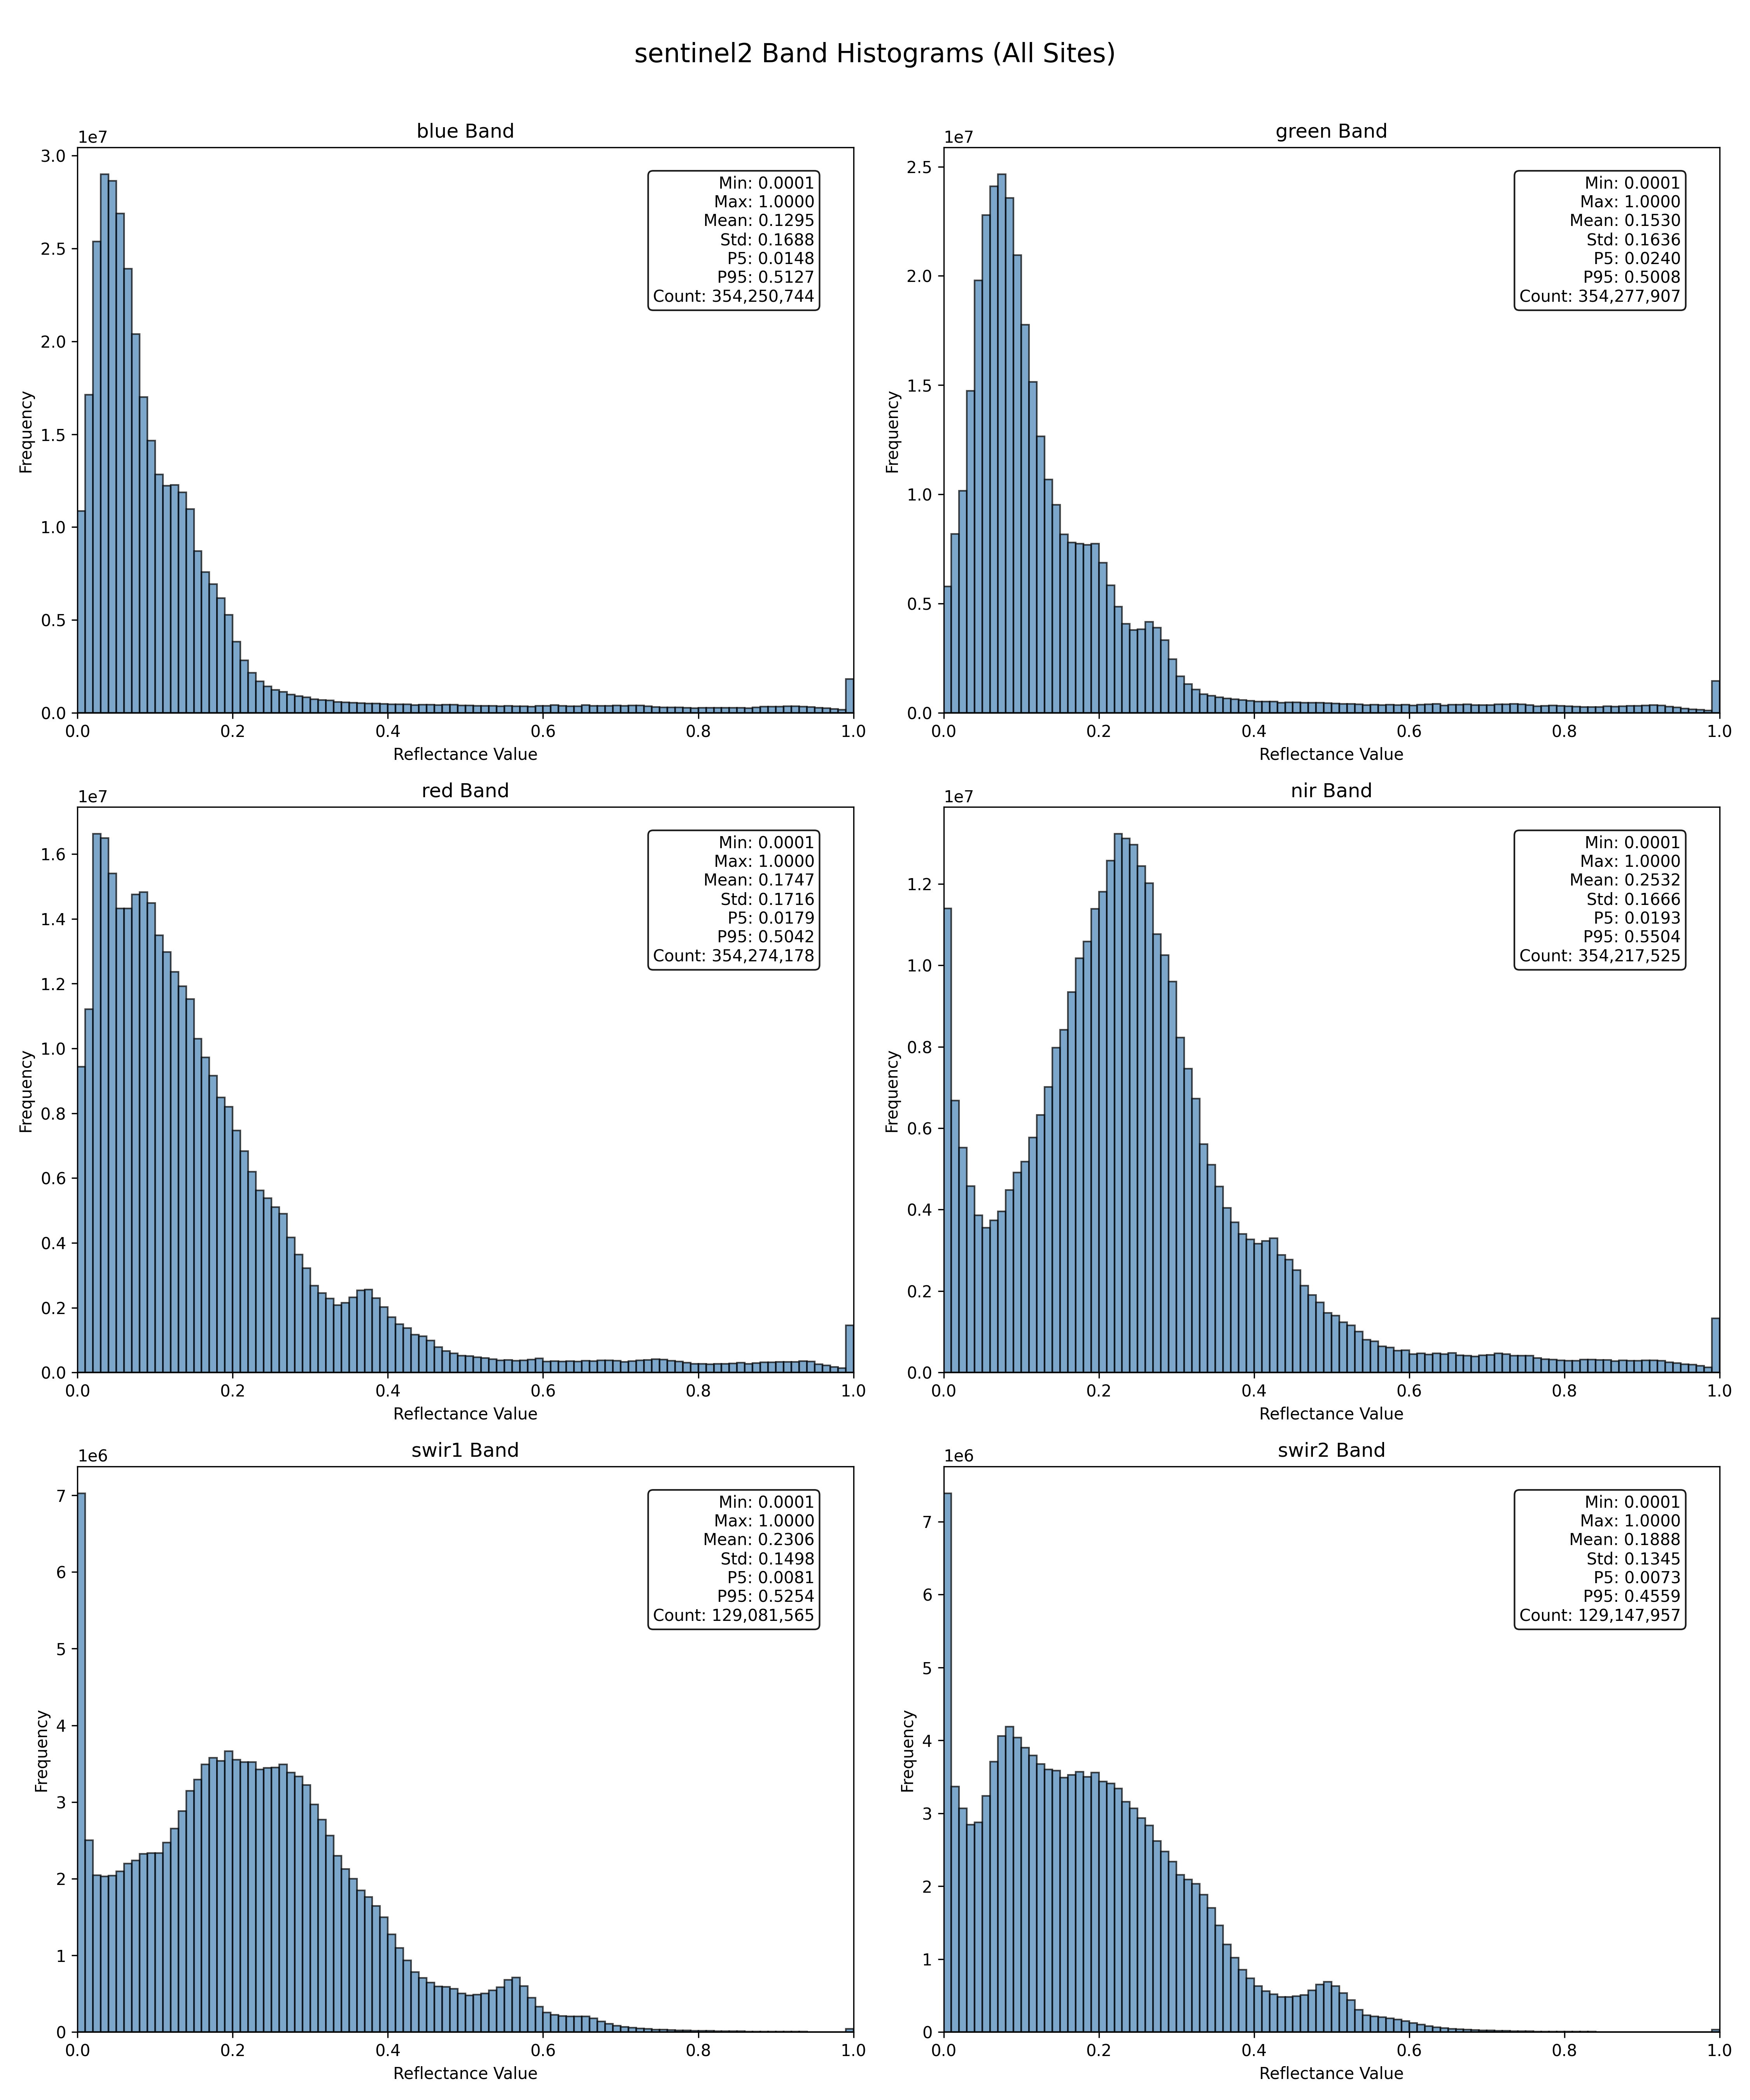 sentinel2 Band Histograms (All Sites)
blue Band
1e7
3.0
2.5
2.0
1.5
1.0
0.5
0.0
Frequency
Min: 0.0001
Max: 1.0000
Mean: 0.1295
Std: 0.1688
P5: 0.0148
P95: 0.5127
Count: 354,250,744
0.0 0.2 0.4 0.6 0.8 1.0
Reflectance Value
green Band
1e7
2.5
2.0
1.5
1.0
0.5
0.0
Frequency
Min: 0.0001
Max: 1.0000
Mean: 0.1530
Std: 0.1636
P5: 0.0240
P95: 0.5008
Count: 354,277,907
0.0 0.2 0.4 0.6 0.8 1.0
Reflectance Value
red Band
1e7
1.6
1.4
1.2
1.0
0.8
0.6
0.4
0.2
0.0
Frequency
Min: 0.0001
Max: 1.0000
Mean: 0.1747
Std: 0.1716
P5: 0.0179
P95: 0.5042
Count: 354,274,178
0.0 0.2 0.4 0.6 0.8 1.0
Reflectance Value
nir Band
1e7
1.2
1.0
0.8
0.6
0.4
0.2
0.0
Frequency
Min: 0.0001
Max: 1.0000
Mean: 0.2532
Std: 0.1666
P5: 0.0193
P95: 0.5504
Count: 354,217,525
0.0 0.2 0.4 0.6 0.8 1.0
Reflectance Value
swir1 Band
1e6
7
6
5
4
3
2
1
0
Frequency
Min: 0.0001
Max: 1.0000
Mean: 0.2306
Std: 0.1498
P5: 0.0081
P95: 0.5254
Count: 129,081,565
0.0 0.2 0.4 0.6 0.8 1.0
Reflectance Value
swir2 Band
1e6
7
6
5
4
3
2
1
0
Frequency
Min: 0.0001
Max: 1.0000
Mean: 0.1888
Std: 0.1345
P5: 0.0073
P95: 0.4559
Count: 129,147,957
0.0 0.2 0.4 0.6 0.8 1.0
Reflectance Value